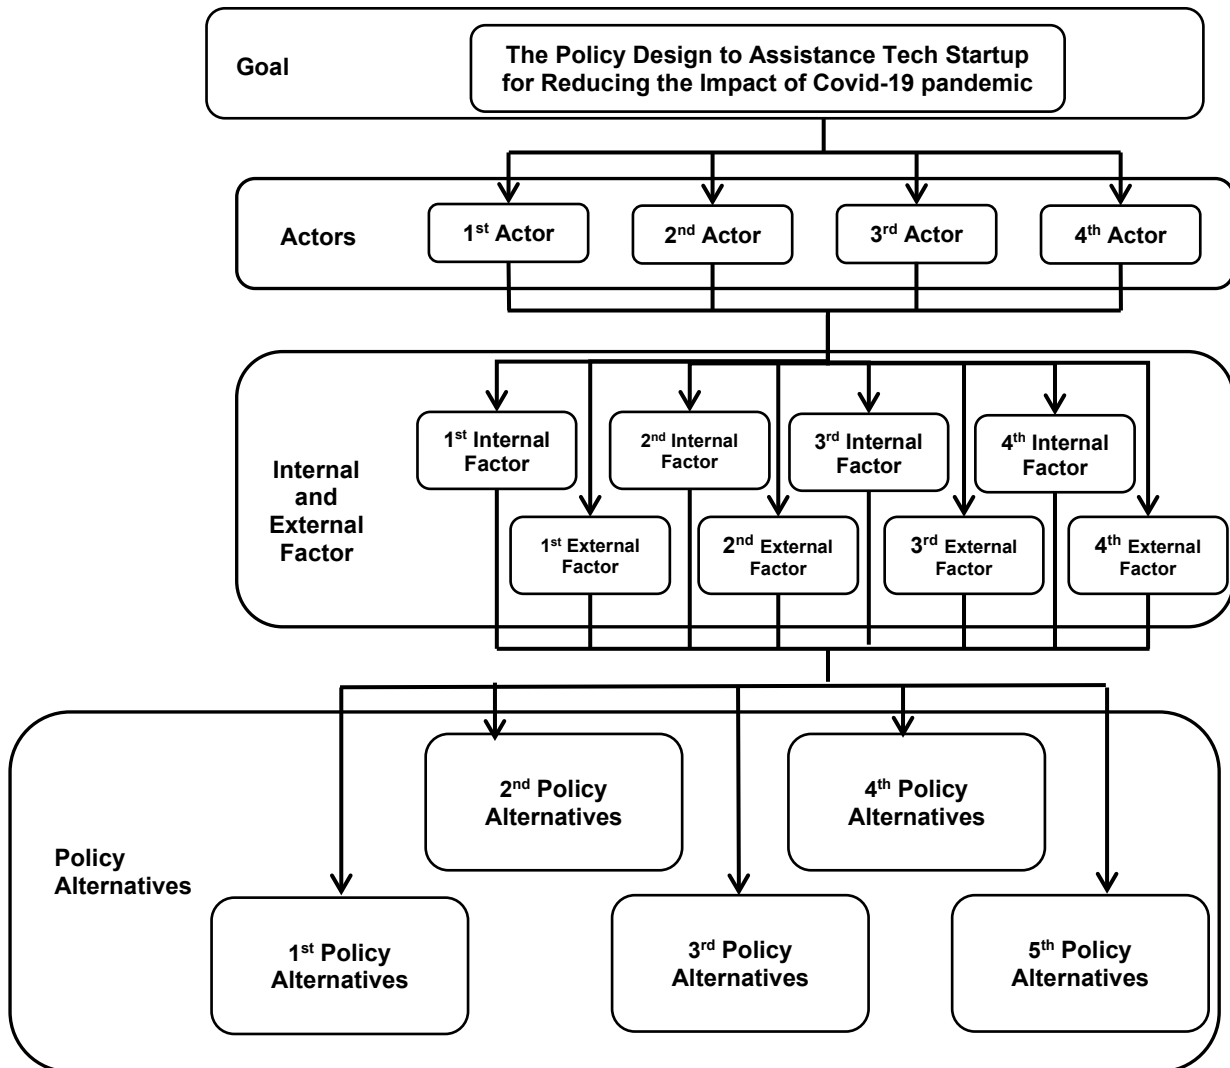 Goal
The Policy Design to Assistance Tech Startup
for Reducing the Impact of Covid-19 pandemic
Actors
1st Actor
2nd Actor
3rd Actor
4th Actor
Internal
and
External
Factor
1st Internal
Factor
2nd Internal
Factor
3rd Internal
Factor
4th Internal
Factor
1st External
Factor
2nd External
Factor
3rd External
Factor
4th External
Factor
Policy
Alternatives
2nd Policy
Alternatives
4th Policy
Alternatives
1st Policy
Alternatives
3rd Policy
Alternatives
5th Policy
Alternatives